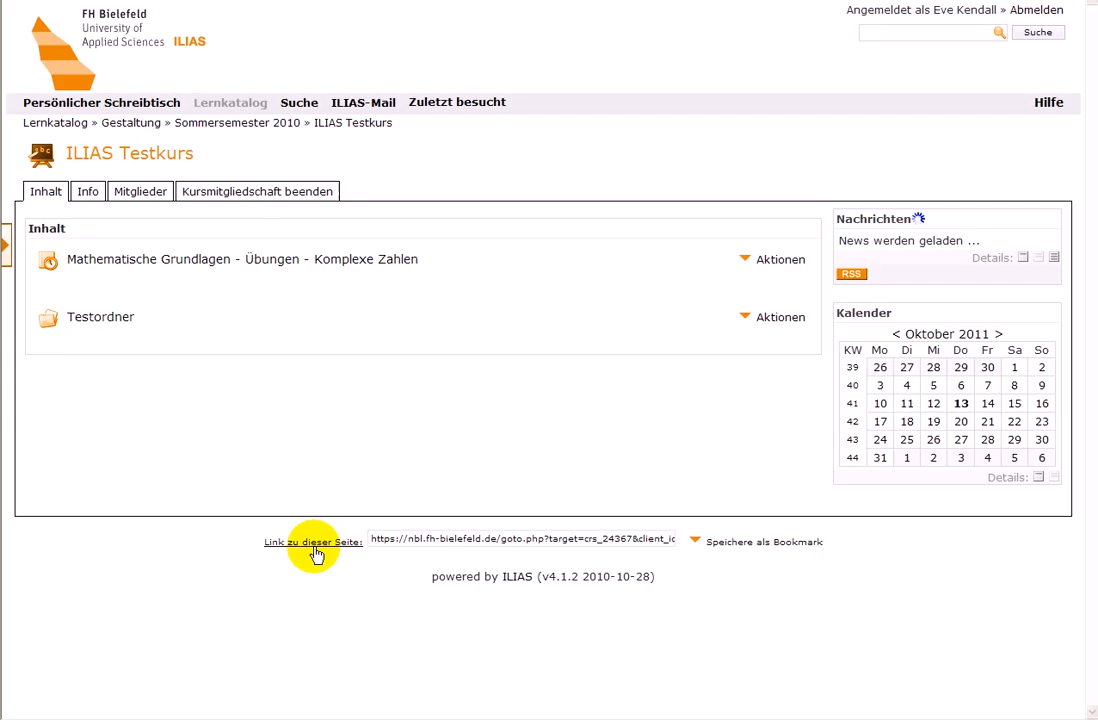 FH Bielefeld
University of
Applied Sciences ILIAS
Angemeldet als Eve Kendall » Abmelden
Suche
Persönlicher Schreibtisch Lernkatalog Suche ILIAS-Mail Zuletzt besucht Hilfe
Lernkatalog » Gestaltung » Sommersemester 2010 » ILIAS Testkurs
abc
ILIAS Testkurs
Inhalt Info Mitglieder Kursmitgliedschaft beenden
Inhalt
Mathematische Grundlagen - Übungen - Komplexe Zahlen Aktionen
Testordner Aktionen
Nachrichten
News werden geladen ...
Details:
RSS
Kalender
< Oktober 2011 >
KW Mo Di Mi Do Fr Sa So
39 26 27 28 29 30 1 2
40 3 4 5 6 7 8 9
41 10 11 12 13 14 15 16
42 17 18 19 20 21 22 23
43 24 25 26 27 28 29 30
44 31 1 2 3 4 5 6
Details:
Link zu dieser Seite: https://nbl.fh-bielefeld.de/goto.php?target=crs_24367&client_ic Speichere als Bookmark
powered by ILIAS (v4.1.2 2010-10-28)